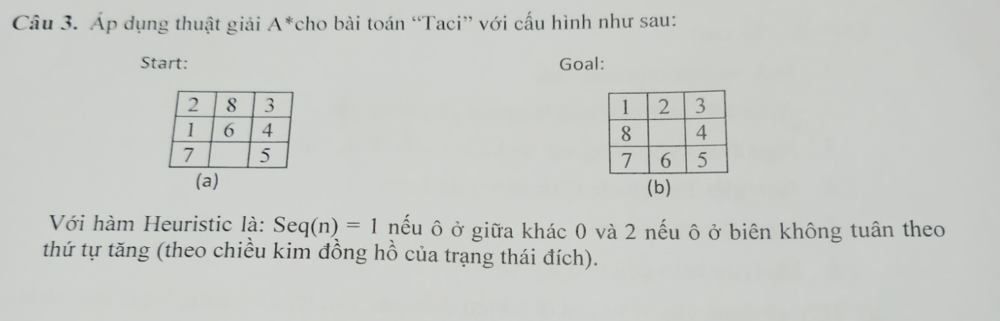 Câu 3. Áp dụng thuật giải A*cho bài toán “Taci” với cấu hình như sau:
Start: Goal:
2 8 3 1 2 3
1 6 4 8 4
7 5 7 6 5
(a) (b)
Với hàm Heuristic là: Seq(n) = 1 nếu ô ở giữa khác 0 và 2 nếu ô ở biên không tuân theo
thứ tự tăng (theo chiều kim đồng hồ của trạng thái đích).